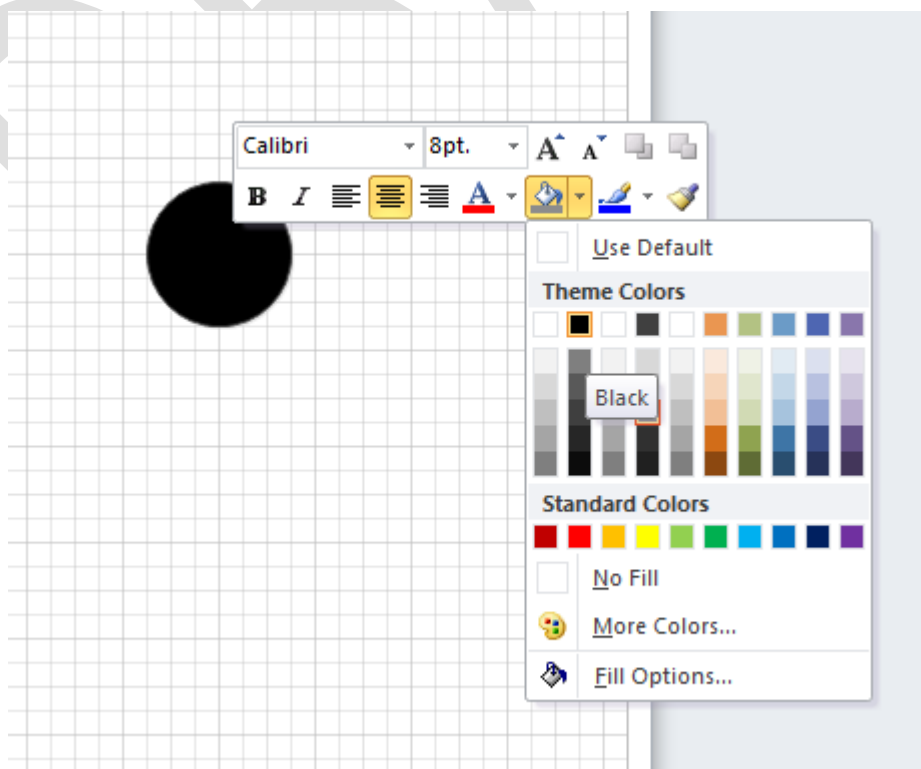 Calibri 8pt. A A
B I A
Use Default
Theme Colors
Black
Standard Colors
No Fill
More Colors...
Fill Options...